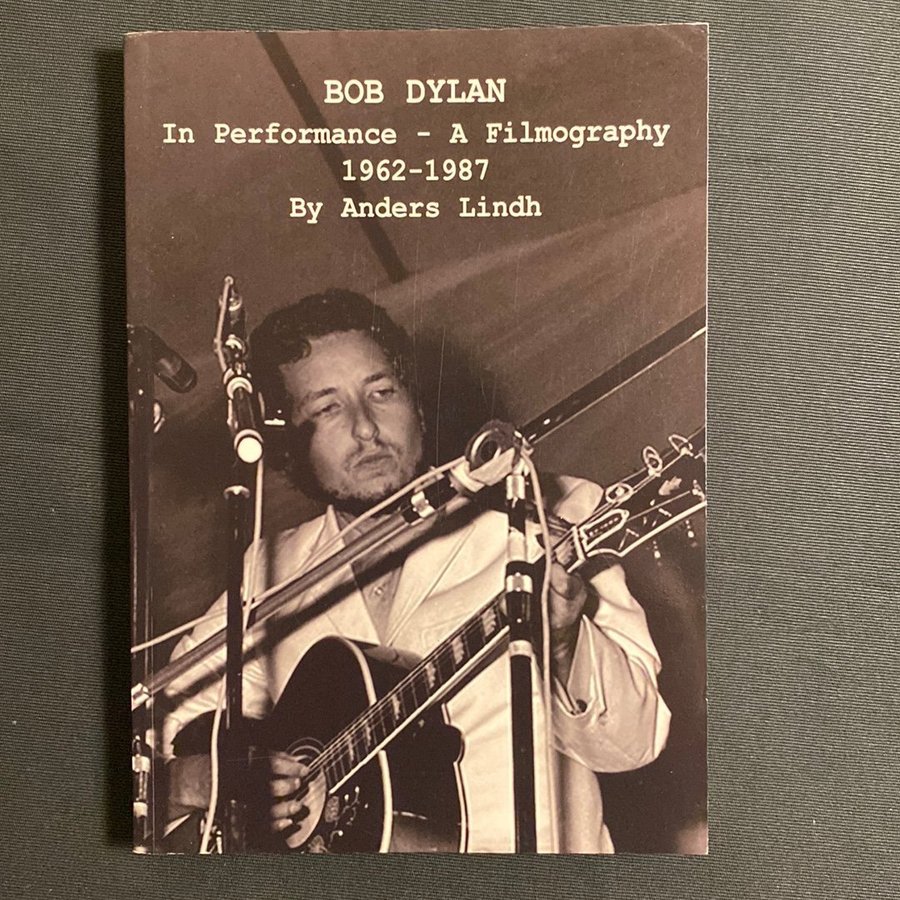 BOB DYLAN
In Performance - A Filmography
1962-1987
By Anders Lindh